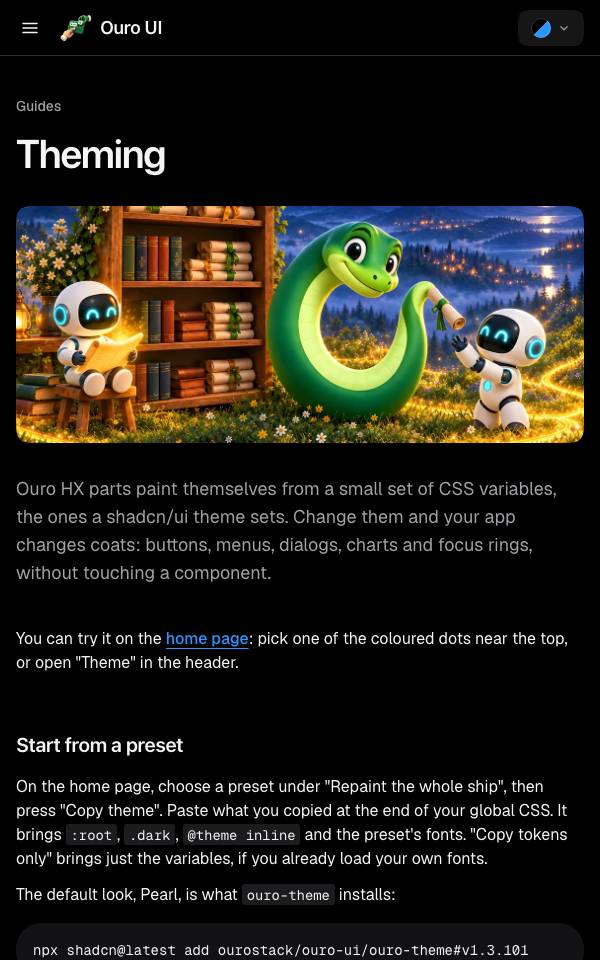 Ouro UI
Guides
Theming
Ouro HX parts paint themselves from a small set of CSS variables,
the ones a shadcn/ui theme sets. Change them and your app
changes coats: buttons, menus, dialogs, charts and focus rings,
without touching a component.
You can try it on the home page: pick one of the coloured dots near the top,
or open "Theme" in the header.
Start from a preset
On the home page, choose a preset under "Repaint the whole ship", then
press "Copy theme". Paste what you copied at the end of your global CSS. It
brings :root, .dark, @theme inline and the preset's fonts. "Copy tokens
only" brings just the variables, if you already load your own fonts.
The default look, Pearl, is what ouro-theme installs:
npx shadcn@latest add ourostack/ouro-ui/ouro-theme#v1.3.101